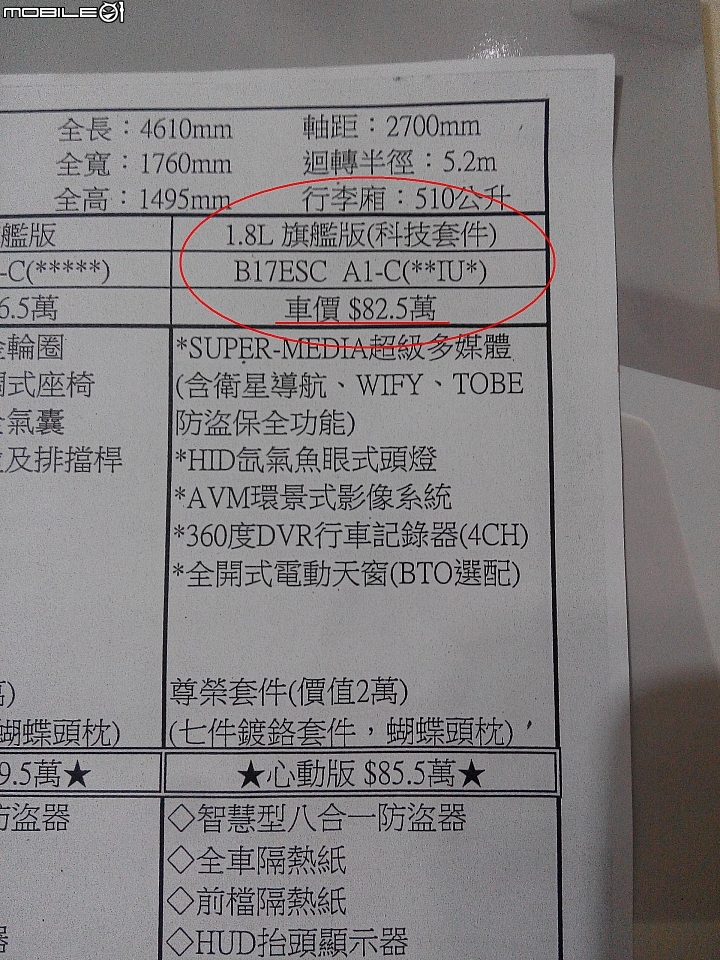 MOBILE01
全長：4610mm 軸距：2700mm
全寬：1760mm 迴轉半徑：5.2m
全高：1495mm 行李廂：510公升
艦版 1.8L 旗艦版(科技套件)
-C(*****) B17ESC A1-C(**IU*)
6.5萬 車價 $82.5萬
輪圈 *SUPER-MEDIA超級多媒體
式座椅 (含衛星導航、WIFY、TOBE
氣囊 防盜保全功能)
及排擋桿 *HID氙氣魚眼式頭燈
*AVM環景式影像系統
*360度DVR行車記錄器(4CH)
*全開式電動天窗(BTO選配)
) 尊榮套件(價值2萬)
蝴蝶頭枕) (七件鍍鉻套件，蝴蝶頭枕)
9.5萬★ ★心動版 $85.5萬★
防盜器 ◇智慧型八合一防盜器
◇全車隔熱紙
◇前檔隔熱紙
器 ◇HUD抬頭顯示器